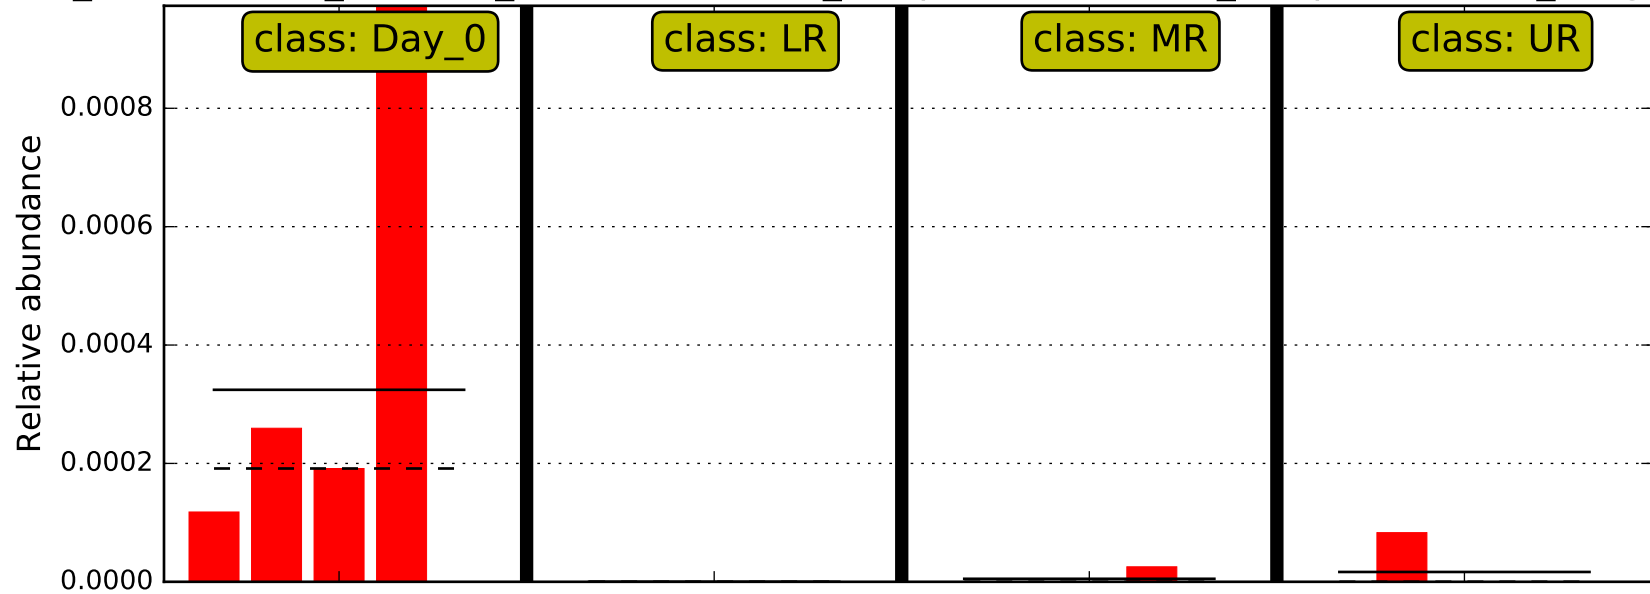 class: Day_0
class: LR
class: MR
class: UR
Relative abundance
0.0008
0.0006
0.0004
0.0002
0.0000